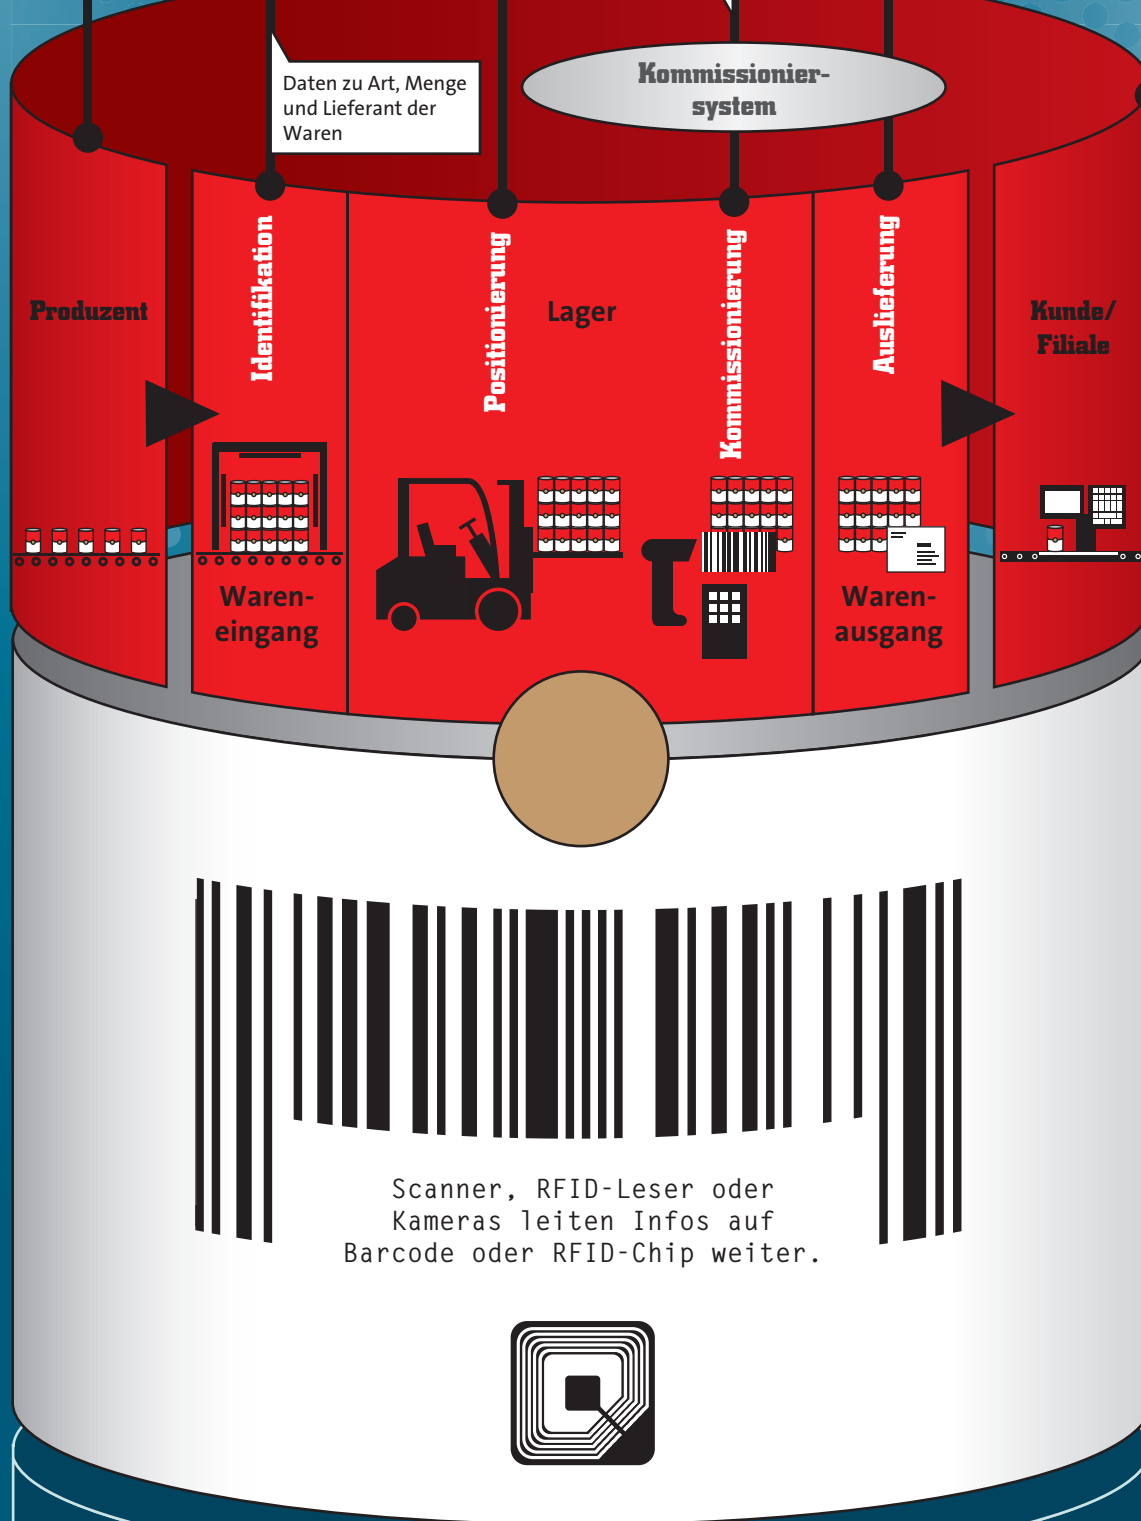 Daten zu Art, Menge
und Lieferant der
Waren
Kommissionier-
system
Produzent
Identifikation
Positionierung
Lager
Kommissionierung
Auslieferung
Kunde/
Filiale
Waren-
eingang
Waren-
ausgang
Scanner, RFID-Leser oder
Kameras leiten Infos auf
Barcode oder RFID-Chip weiter.